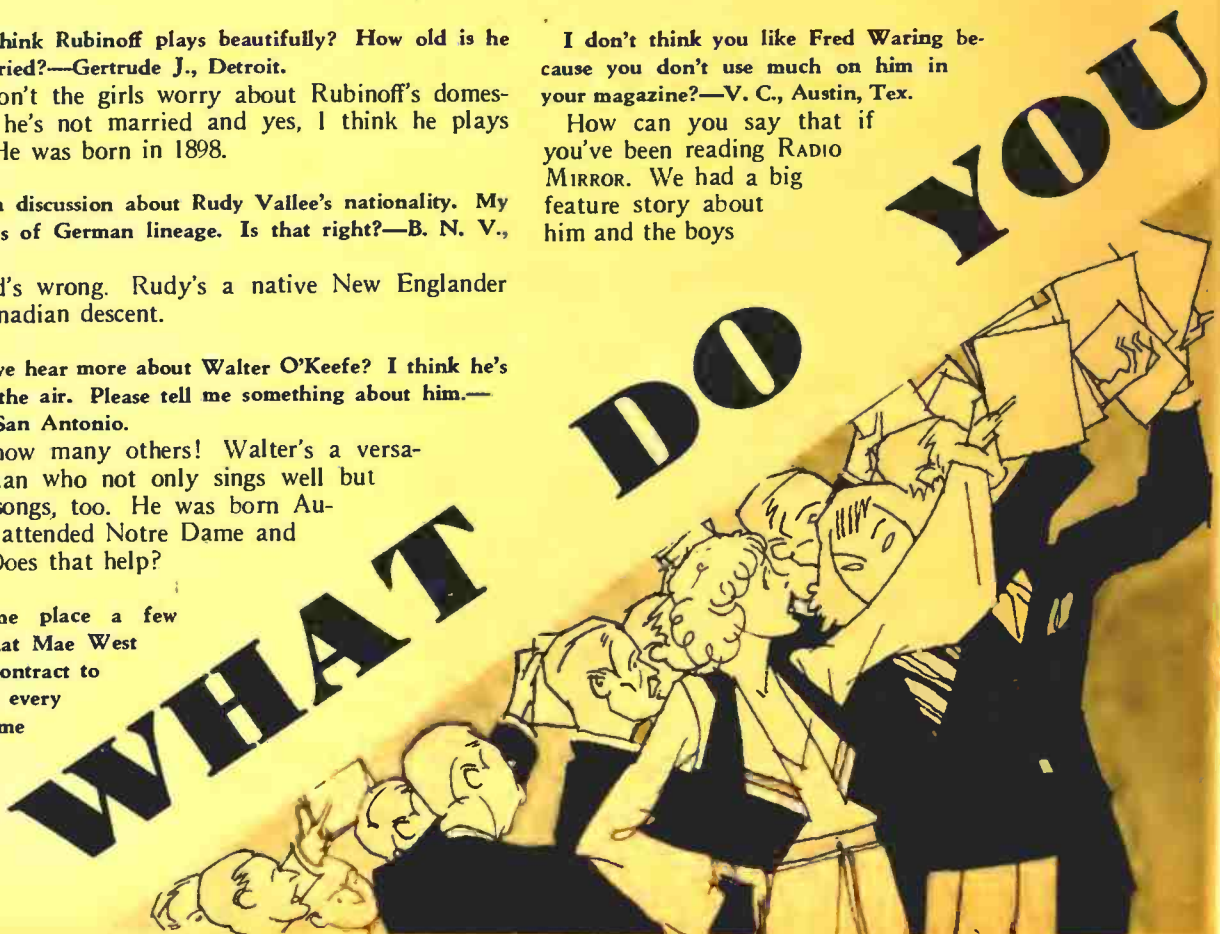 hink Rubinoff plays beautifully? How old is he
ried?—Gertrude J., Detroit.
on't the girls worry about Rubinoff's domes-
he's not married and yes, I think he plays
He was born in 1898.
discussion about Rudy Vallee's nationality. My
s of German lineage. Is that right?—B. N. V.,
d's wrong. Rudy's a native New Englander
nadian descent.
ve hear more about Walter O'Keefe? I think he's
the air. Please tell me something about him.—
San Antonio.
how many others! Walter's a versa-
an who not only sings well but
songs, too. He was born Au-
attended Notre Dame and
Does that help?
me place a few
at Mae West
ontract to
every
me
I don't think you like Fred Waring be-
cause you don't use much on him in
your magazine?—V. C., Austin, Tex.
How can you say that if
you've been reading RADIO
MIRROR. We had a big
feature story about
him and the boys
WHAT DO YOU